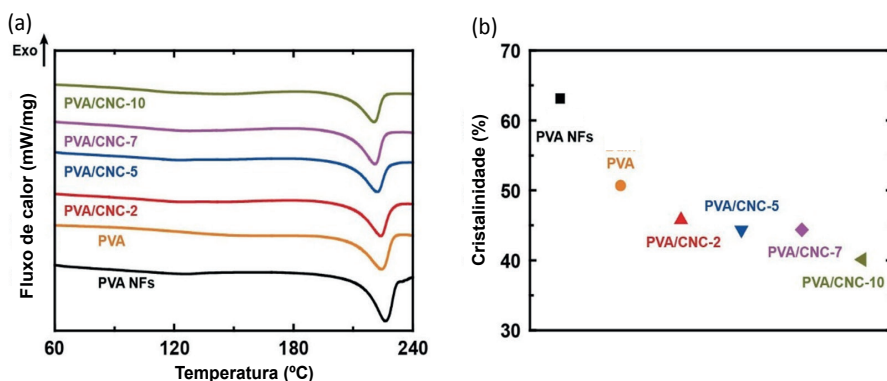 (a)
Exo
Fluxo de calor (mW/mg)
PVA/CNC-10
PVA/CNC-7
PVA/CNC-5
PVA/CNC-2
PVA
PVA NFs
60 120 180 240
Temperatura (ºC)
(b)
Cristalinidade (%)
70
60
50
40
30
PVA NFs
PVA
PVA/CNC-2
PVA/CNC-5
PVA/CNC-7
PVA/CNC-10